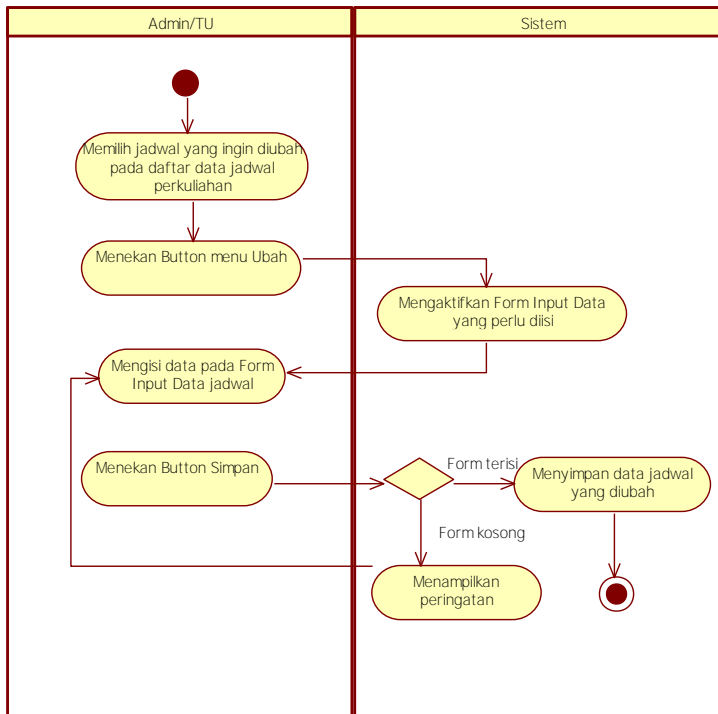 Admin/TU
Sistem
Memilih jadwal yang ingin diubah
pada daftar data jadwal
perkuliahan
Menekan Button menu Ubah
Mengaktifkan Form Input Data
yang perlu diisi
Mengisi data pada Form
Input Data jadwal
Menekan Button Simpan
Form terisi
Menyimpan data jadwal
yang diubah
Form kosong
Menampilkan
peringatan